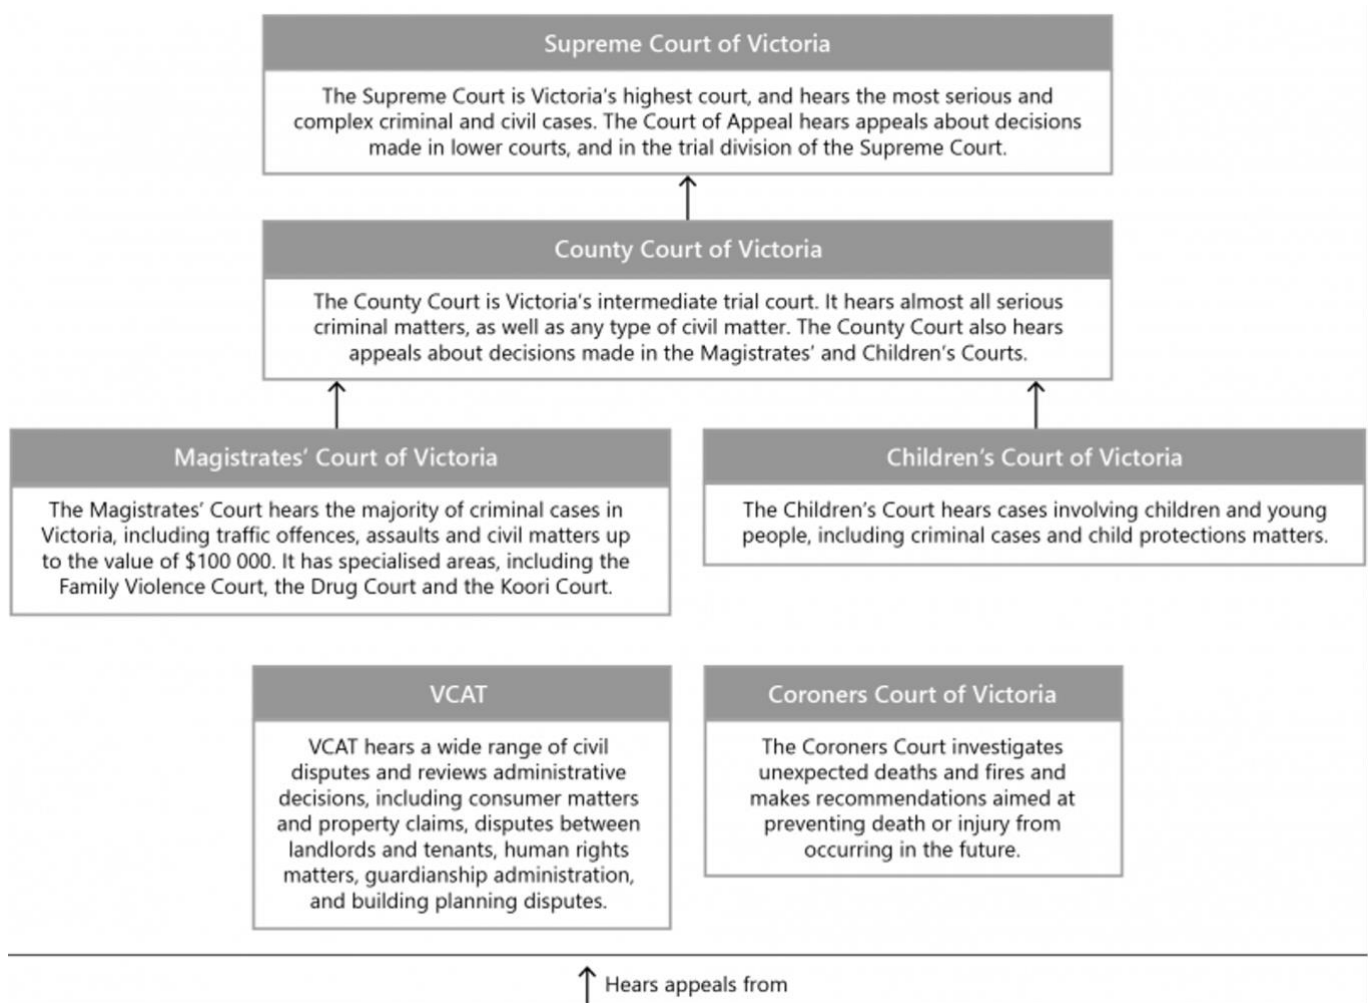 Supreme Court of Victoria
The Supreme Court is Victoria's highest court, and hears the most serious and
complex criminal and civil cases. The Court of Appeal hears appeals about decisions
made in lower courts, and in the trial division of the Supreme Court.
County Court of Victoria
The County Court is Victoria's intermediate trial court. It hears almost all serious
criminal matters, as well as any type of civil matter. The County Court also hears
appeals about decisions made in the Magistrates' and Children's Courts.
Magistrates' Court of Victoria
The Magistrates' Court hears the majority of criminal cases in
Victoria, including traffic offences, assaults and civil matters up
to the value of $100 000. It has specialised areas, including the
Family Violence Court, the Drug Court and the Koori Court.
Children's Court of Victoria
The Children's Court hears cases involving children and young
people, including criminal cases and child protections matters.
VCAT
VCAT hears a wide range of civil
disputes and reviews administrative
decisions, including consumer matters
and property claims, disputes between
landlords and tenants, human rights
matters, guardianship administration,
and building planning disputes.
Coroners Court of Victoria
The Coroners Court investigates
unexpected deaths and fires and
makes recommendations aimed at
preventing death or injury from
occurring in the future.
Hears appeals from